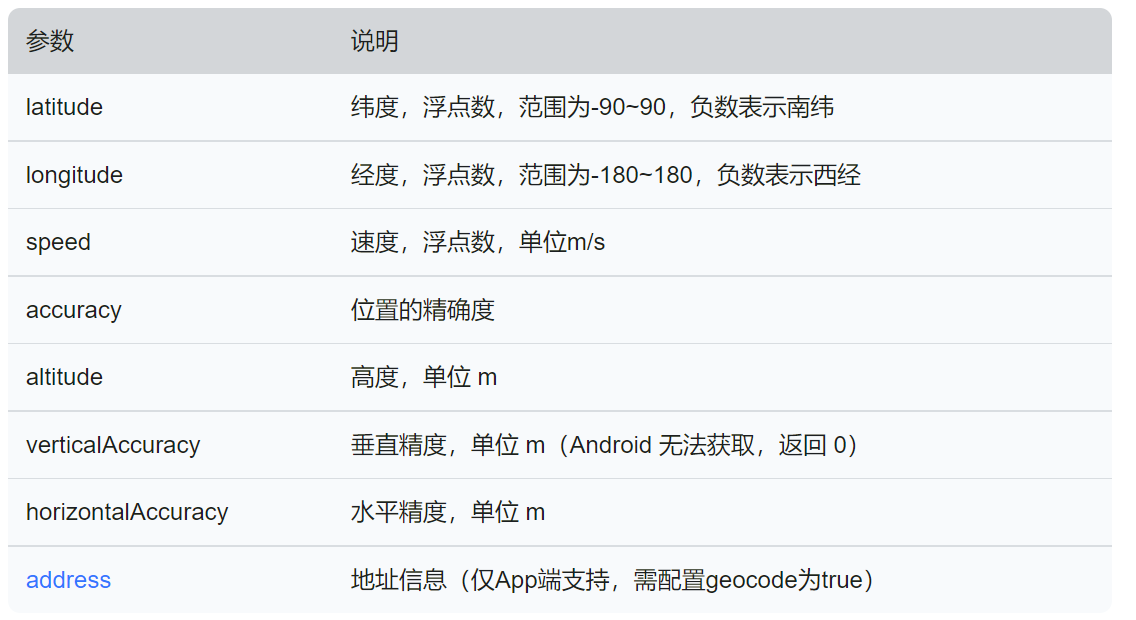 参数 说明
latitude 纬度，浮点数，范围为-90~90，负数表示南纬
longitude 经度，浮点数，范围为-180~180，负数表示西经
speed 速度，浮点数，单位m/s
accuracy 位置的精确度
altitude 高度，单位 m
verticalAccuracy 垂直精度，单位 m（Android 无法获取，返回 0）
horizontalAccuracy 水平精度，单位 m
address 地址信息（仅App端支持，需配置geocode为true）